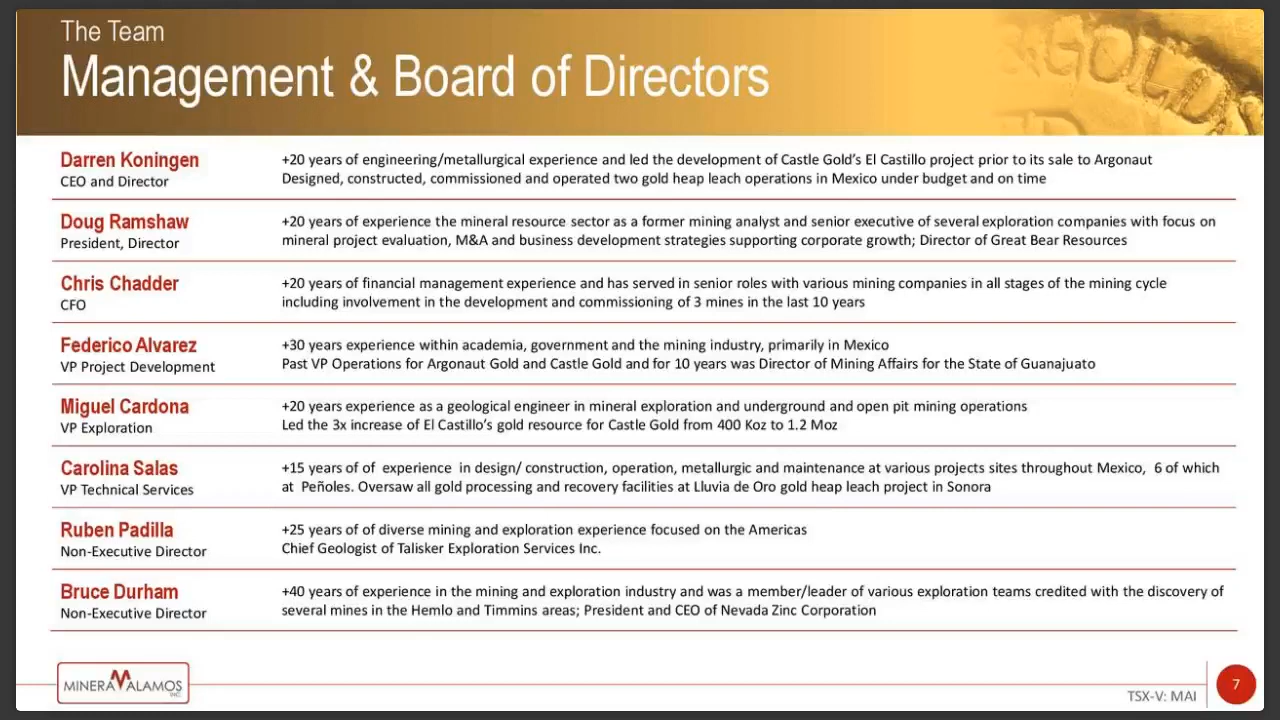 The Team
Management & Board of Directors
GOLD
Darren Koningen
CEO and Director
+20 years of engineering/metallurgical experience and led the development of Castle Gold's El Castillo project prior to its sale to Argonaut
Designed, constructed, commissioned and operated two gold heap leach operations in Mexico under budget and on time
Doug Ramshaw
President, Director
+20 years of experience the mineral resource sector as a former mining analyst and senior executive of several exploration companies with focus on
mineral project evaluation, M&A and business development strategies supporting corporate growth; Director of Great Bear Resources
Chris Chadder
CFO
+20 years of financial management experience and has served in senior roles with various mining companies in all stages of the mining cycle
including involvement in the development and commissioning of 3 mines in the last 10 years
Federico Alvarez
VP Project Development
+30 years experience within academia, government and the mining industry, primarily in Mexico
Past VP Operations for Argonaut Gold and Castle Gold and for 10 years was Director of Mining Affairs for the State of Guanajuato
Miguel Cardona
VP Exploration
+20 years experience as a geological engineer in mineral exploration and underground and open pit mining operations
Led the 3x increase of El Castillo's gold resource for Castle Gold from 400 Koz to 1.2 Moz
Carolina Salas
VP Technical Services
+15 years of of experience in design/ construction, operation, metallurgic and maintenance at various projects sites throughout Mexico, 6 of which
at Peñoles. Oversaw all gold processing and recovery facilities at Lluvia de Oro gold heap leach project in Sonora
Ruben Padilla
Non-Executive Director
+25 years of of diverse mining and exploration experience focused on the Americas
Chief Geologist of Talisker Exploration Services Inc.
Bruce Durham
Non-Executive Director
+40 years of experience in the mining and exploration industry and was a member/leader of various exploration teams credited with the discovery of
several mines in the Hemlo and Timmins areas; President and CEO of Nevada Zinc Corporation
MINERA ALAMOS INC.
TSX-V: MAI
7